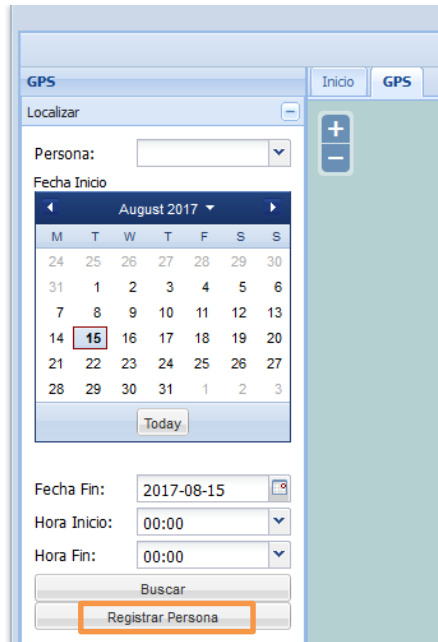 GPS
Inicio
GPS
Localizar
+
−
Persona:
Fecha Inicio
August 2017
M T W T F S S
24 25 26 27 28 29 30
31 1 2 3 4 5 6
7 8 9 10 11 12 13
14 15 16 17 18 19 20
21 22 23 24 25 26 27
28 29 30 31 1 2 3
Today
Fecha Fin: 2017-08-15
Hora Inicio: 00:00
Hora Fin: 00:00
Buscar
Registrar Persona